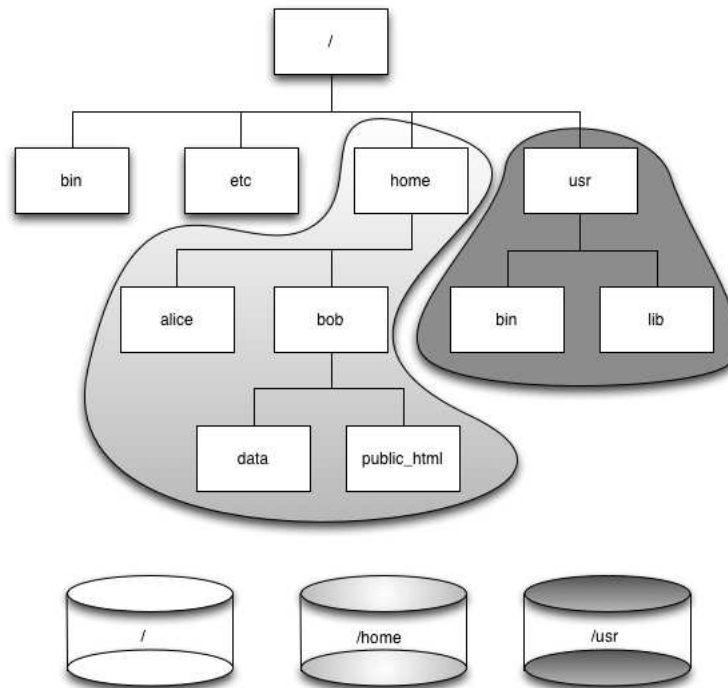 /
bin
etc
home
usr
alice
bob
bin
lib
data
public_html
/
/home
/usr